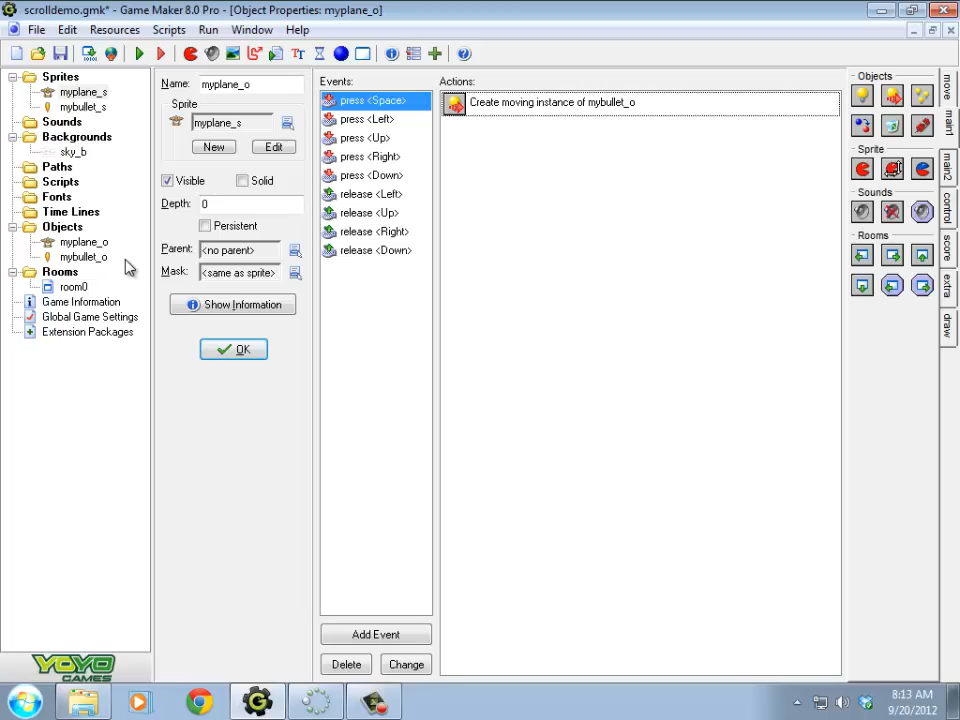 scrolldemo.gmk* - Game Maker 8.0 Pro - [Object Properties: myplane_o]
File Edit Resources Scripts Run Window Help
Sprites
myplane_s
mybullet_s
Sounds
Backgrounds
sky_b
Paths
Scripts
Fonts
Time Lines
Objects
myplane_o
mybullet_o
Rooms
room0
Game Information
Global Game Settings
Extension Packages
YOYO
GAMES
Name: myplane_o
Sprite
myplane_s
New Edit
Visible Solid
Depth: 0
Persistent
Parent: <no parent>
Mask: <same as sprite>
Show Information
OK
Events:
press <Space>
press <Left>
press <Up>
press <Right>
press <Down>
release <Left>
release <Up>
release <Right>
release <Down>
Add Event
Delete Change
Actions:
Create moving instance of mybullet_o
Objects
Sprite
Sounds
Rooms
move
main1
main2
control
score
extra
draw
8:13 AM
9/20/2012